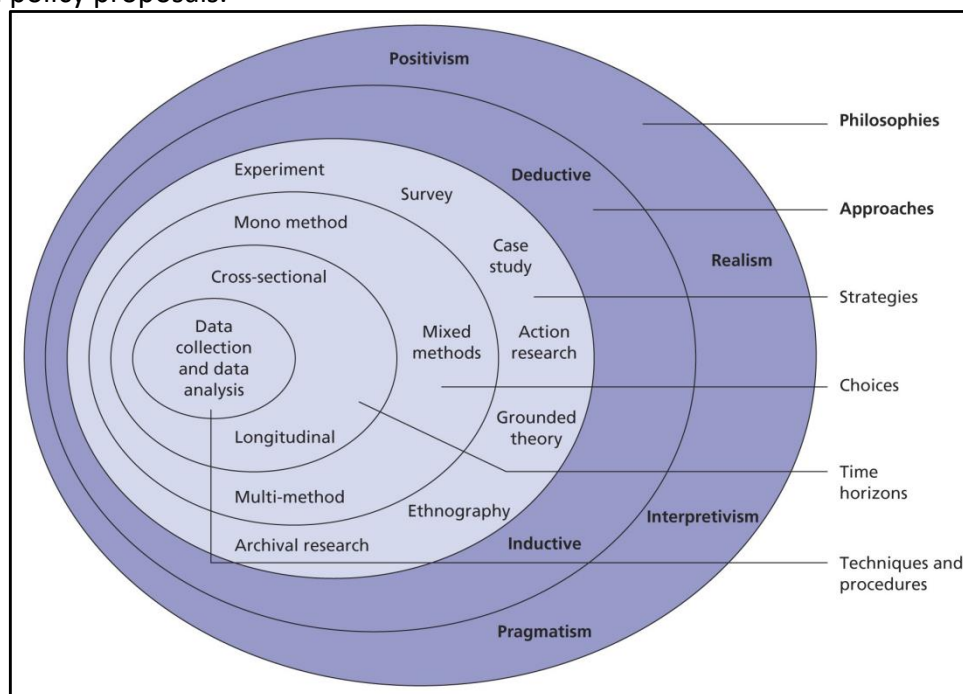 policy proposals.
Positivism
Philosophies
Experiment
Deductive
Survey
Approaches
Mono method
Case
study
Realism
Cross-sectional
Strategies
Data
collection
and data
analysis
Mixed
methods
Action
research
Choices
Grounded
theory
Longitudinal
Time
horizons
Multi-method
Ethnography
Interpretivism
Archival research
Inductive
Techniques and
procedures
Pragmatism